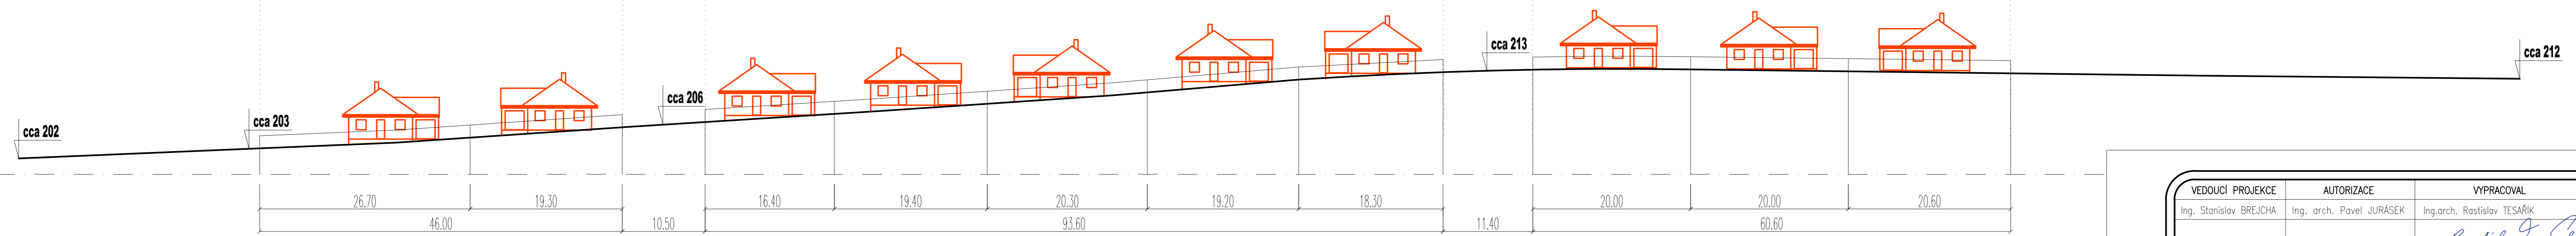 cca 202
cca 203
cca 206
cca 213
cca 212
26.70
19.30
16.40
19.40
20.30
19.20
18.30
20.00
20.00
20.60
46.00
10.50
93.60
11.40
60.60
VEDOUCÍ PROJEKCE
AUTORIZACE
VYPRACOVAL
Ing. Stanislav BREJCHA
Ing. arch. Pavel JURÁSEK
Ing.arch. Rastislav TESAŘÍK